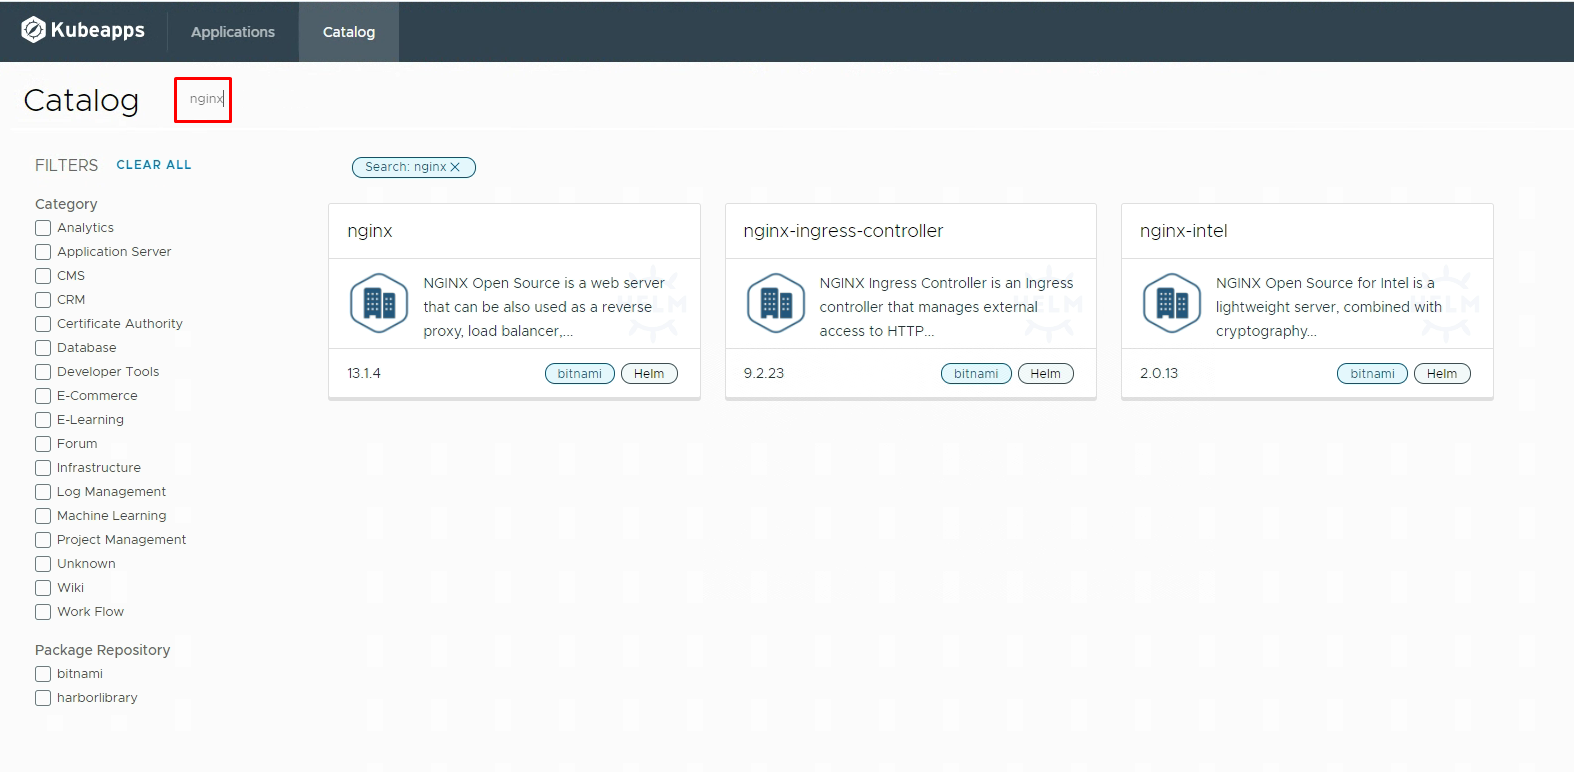 Kubeapps
Applications
Catalog
Catalog
nginx
FILTERS
CLEAR ALL
Search: nginx
Category
Analytics
Application Server
CMS
CRM
Certificate Authority
Database
Developer Tools
E-Commerce
E-Learning
Forum
Infrastructure
Log Management
Machine Learning
Project Management
Unknown
Wiki
Work Flow
Package Repository
bitnami
harborlibrary
nginx
HELM
NGINX Open Source is a web server
that can be also used as a reverse
proxy, load balancer,...
13.1.4
bitnami
Helm
nginx-ingress-controller
HELM
NGINX Ingress Controller is an Ingress
controller that manages external
access to HTTP...
9.2.23
bitnami
Helm
nginx-intel
HELM
NGINX Open Source for Intel is a
lightweight server, combined with
cryptography...
2.0.13
bitnami
Helm